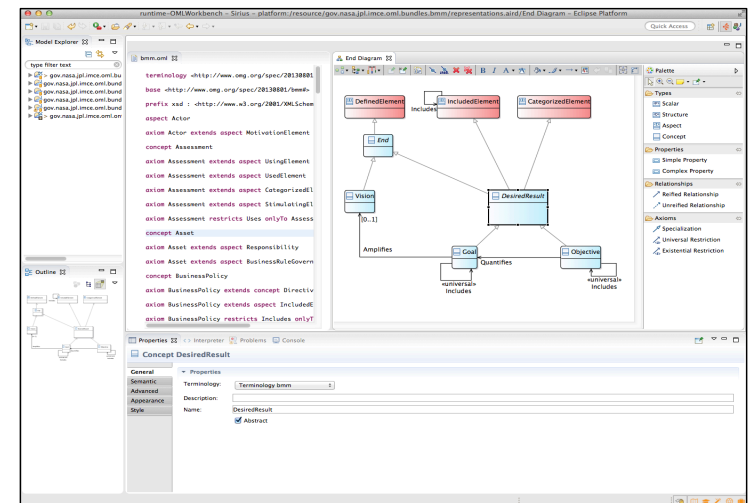 runtime-OMLWorkbench - Sirius - platform:/resource/gov.nasa.jpl.imce.oml.bundles.bmm/representations.aird/End Diagram - Eclipse Platform
Quick Access
Model Explorer
type filter text
> gov.nasa.jpl.imce.oml.bu
gov.nasa.jpl.imce.oml.bund
gov.nasa.jpl.imce.oml.bund
gov.nasa.jpl.imce.oml.bund
gov.nasa.jpl.imce.oml.bund
> gov.nasa.jpl.imce.oml.on
Outline
bmm.oml
terminology <http://www.omg.org/spec/20130801
base <http://www.omg.org/spec/20130801/bmm#>
prefix xsd : <http://www.w3.org/2001/XMLSchem
aspect Actor
axiom Actor extends aspect MotivationElement
concept Assessment
axiom Assessment extends aspect UsingElement
axiom Assessment extends aspect UsedElement
axiom Assessment extends aspect CategorizedEl
axiom Assessment extends aspect StimulatingEl
axiom Assessment restricts Uses onlyTo Assess
concept Asset
axiom Asset extends aspect Responsibility
axiom Asset extends aspect BusinessRuleGovern
concept BusinessPolicy
axiom BusinessPolicy extends concept Directiv
axiom BusinessPolicy extends aspect IncludedE
axiom BusinessPolicy restricts Includes onlyT
End Diagram
DefinedElement
IncludedElement
CategorizedElement
Includes
End
Vision
[0..1]
DesiredResult
Amplifies
Goal
Quantifies
Objective
«universal»
Includes
«universal»
Includes
Palette
Types
Scalar
Structure
Aspect
Concept
Properties
Simple Property
Complex Property
Relationships
Reified Relationship
Unreified Relationship
Axioms
Specialization
Universal Restriction
Existential Restriction
Properties
Interpreter
Problems
Console
Concept DesiredResult
General
Semantic
Advanced
Appearance
Style
Properties
Terminology:
Terminology bmm
Description:
Name:
DesiredResult
Abstract